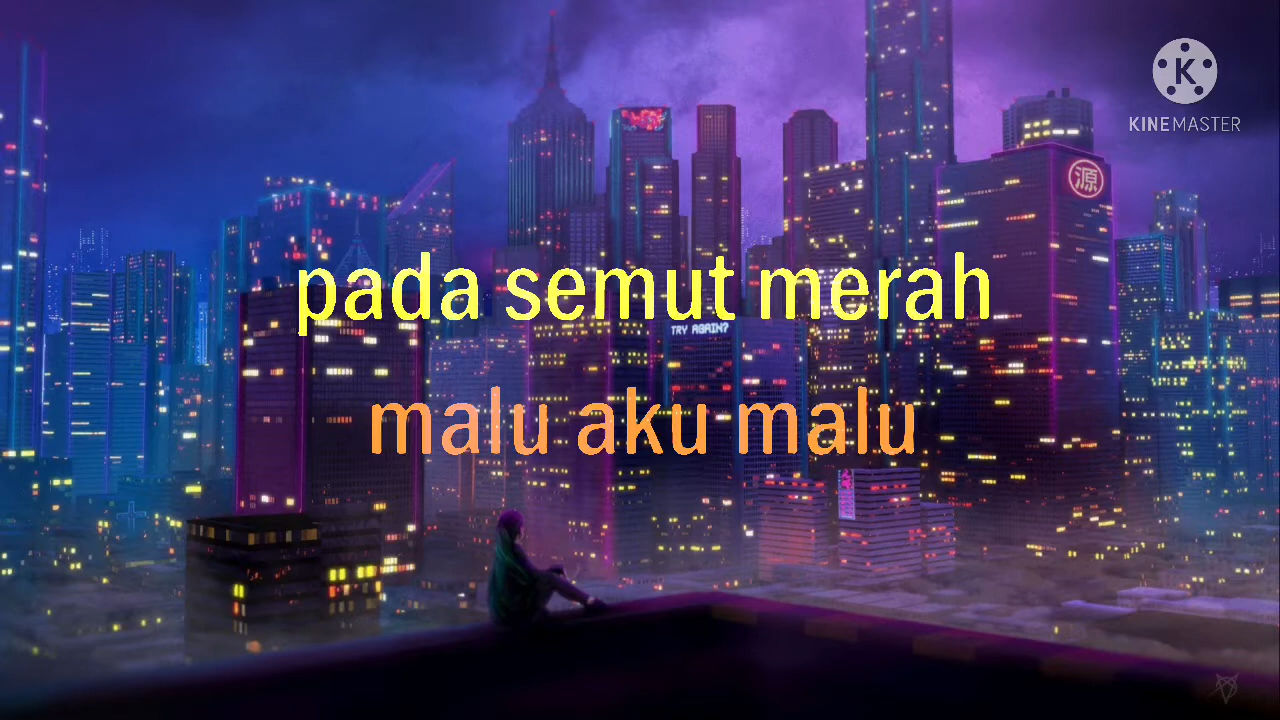 KINEMASTER
源
pada semut merah
TRY AGAIN?
malu aku malu